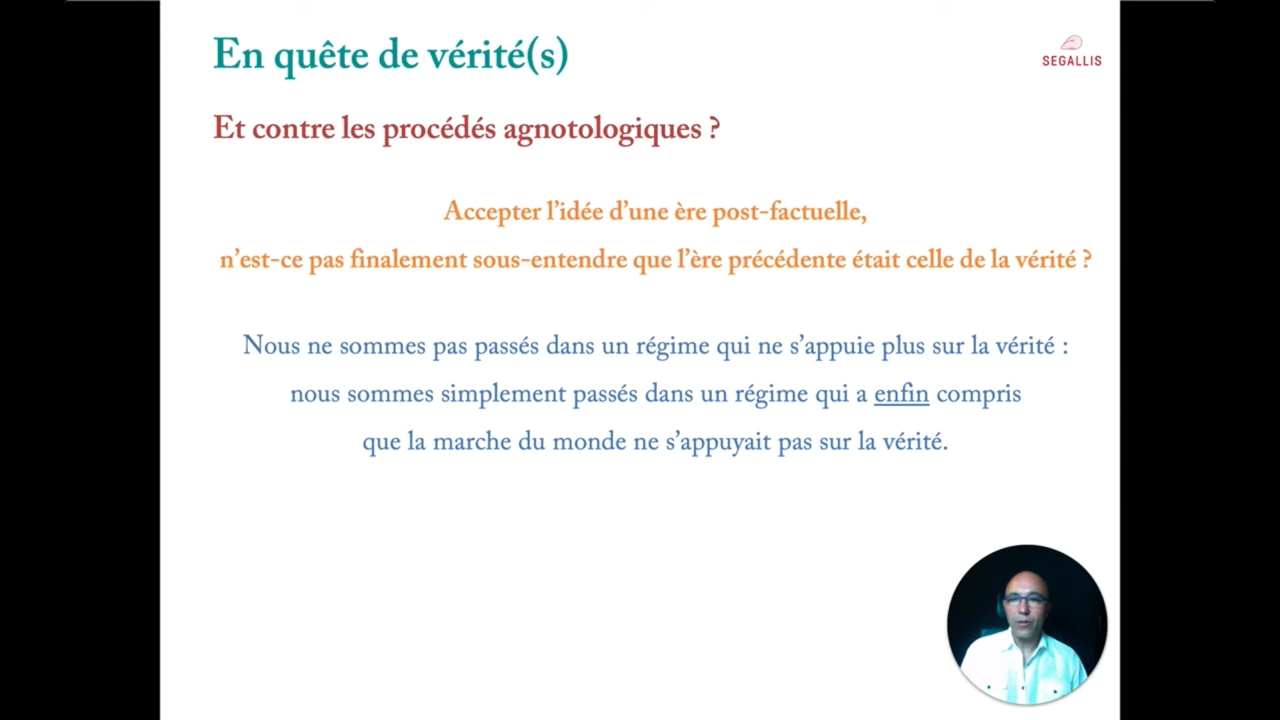 En quête de vérité(s)
SEGALLIS
Et contre les procédés agnotologiques ?
Accepter l’idée d’une ère post-factuelle,
n’est-ce pas finalement sous-entendre que l’ère précédente était celle de la vérité ?
Nous ne sommes pas passés dans un régime qui ne s’appuie plus sur la vérité :
nous sommes simplement passés dans un régime qui a enfin compris
que la marche du monde ne s’appuyait pas sur la vérité.